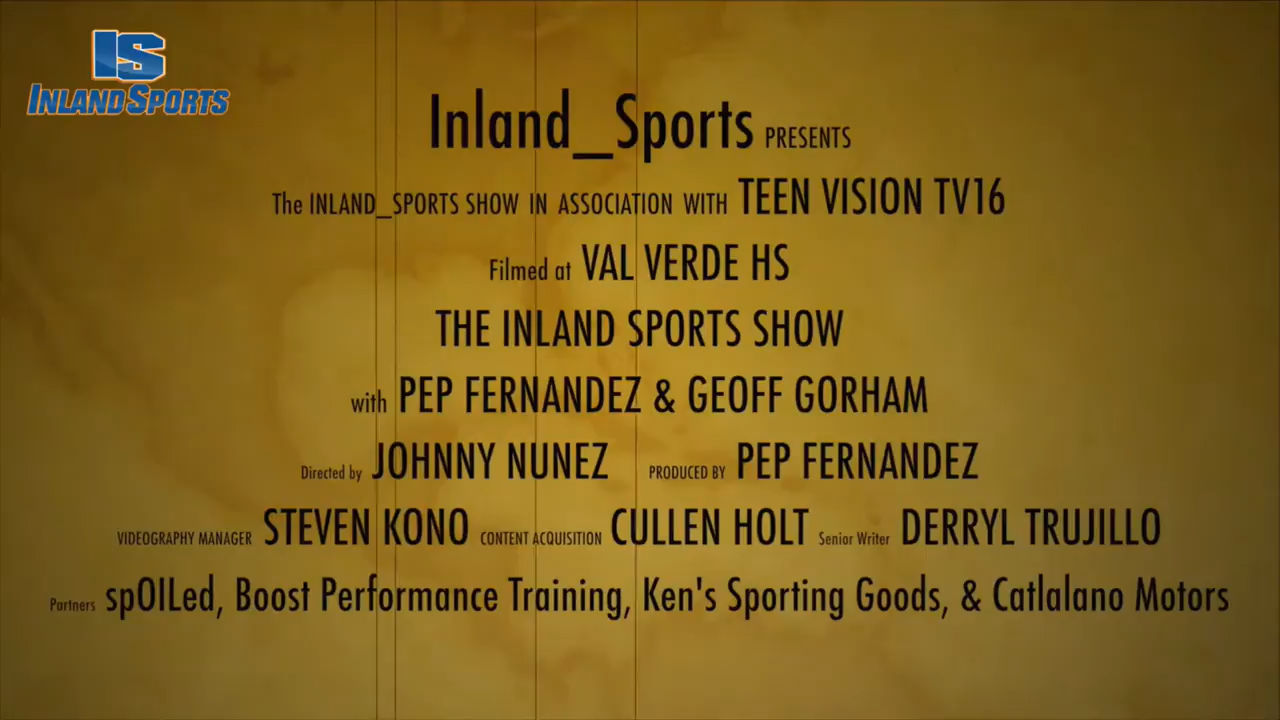 IS
INLANDSPORTS
Inland_Sports PRESENTS
The INLAND_SPORTS SHOW IN ASSOCIATION WITH TEEN VISION TV16
Filmed at VAL VERDE HS
THE INLAND SPORTS SHOW
with PEP FERNANDEZ & GEOFF GORHAM
Directed by JOHNNY NUNEZ PRODUCED BY PEP FERNANDEZ
VIDEOGRAPHY MANAGER STEVEN KONO CONTENT ACQUISITION CULLEN HOLT Senior Writer DERRYL TRUJILLO
Partners spOILed, Boost Performance Training, Ken's Sporting Goods, & Catlalano Motors